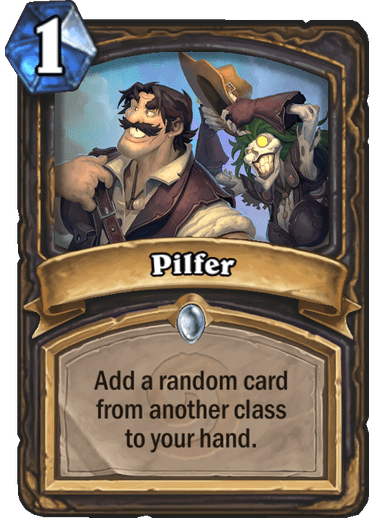 1
Pilfer
Add a random card
from another class
to your hand.